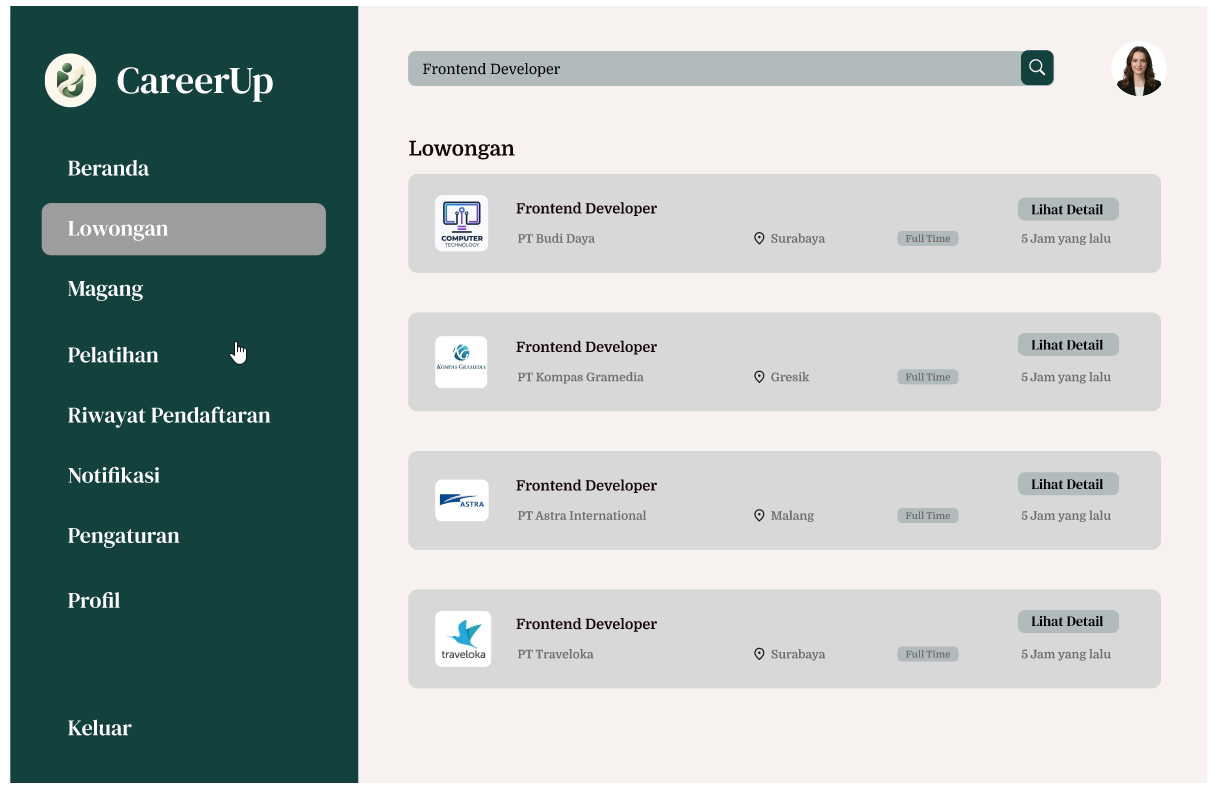 CareerUp
Beranda
Lowongan
Magang
Pelatihan
Riwayat Pendaftaran
Notifikasi
Pengaturan
Profil
Keluar
Frontend Developer
Lowongan
COMPUTER
TECHNOLOGY
Frontend Developer
PT Budi Daya
Surabaya
Full Time
Lihat Detail
5 Jam yang lalu
KG
KOMPAS GRAMEDIA
Frontend Developer
PT Kompas Gramedia
Gresik
Full Time
Lihat Detail
5 Jam yang lalu
ASTRA
Frontend Developer
PT Astra International
Malang
Full Time
Lihat Detail
5 Jam yang lalu
traveloka
Frontend Developer
PT Traveloka
Surabaya
Full Time
Lihat Detail
5 Jam yang lalu